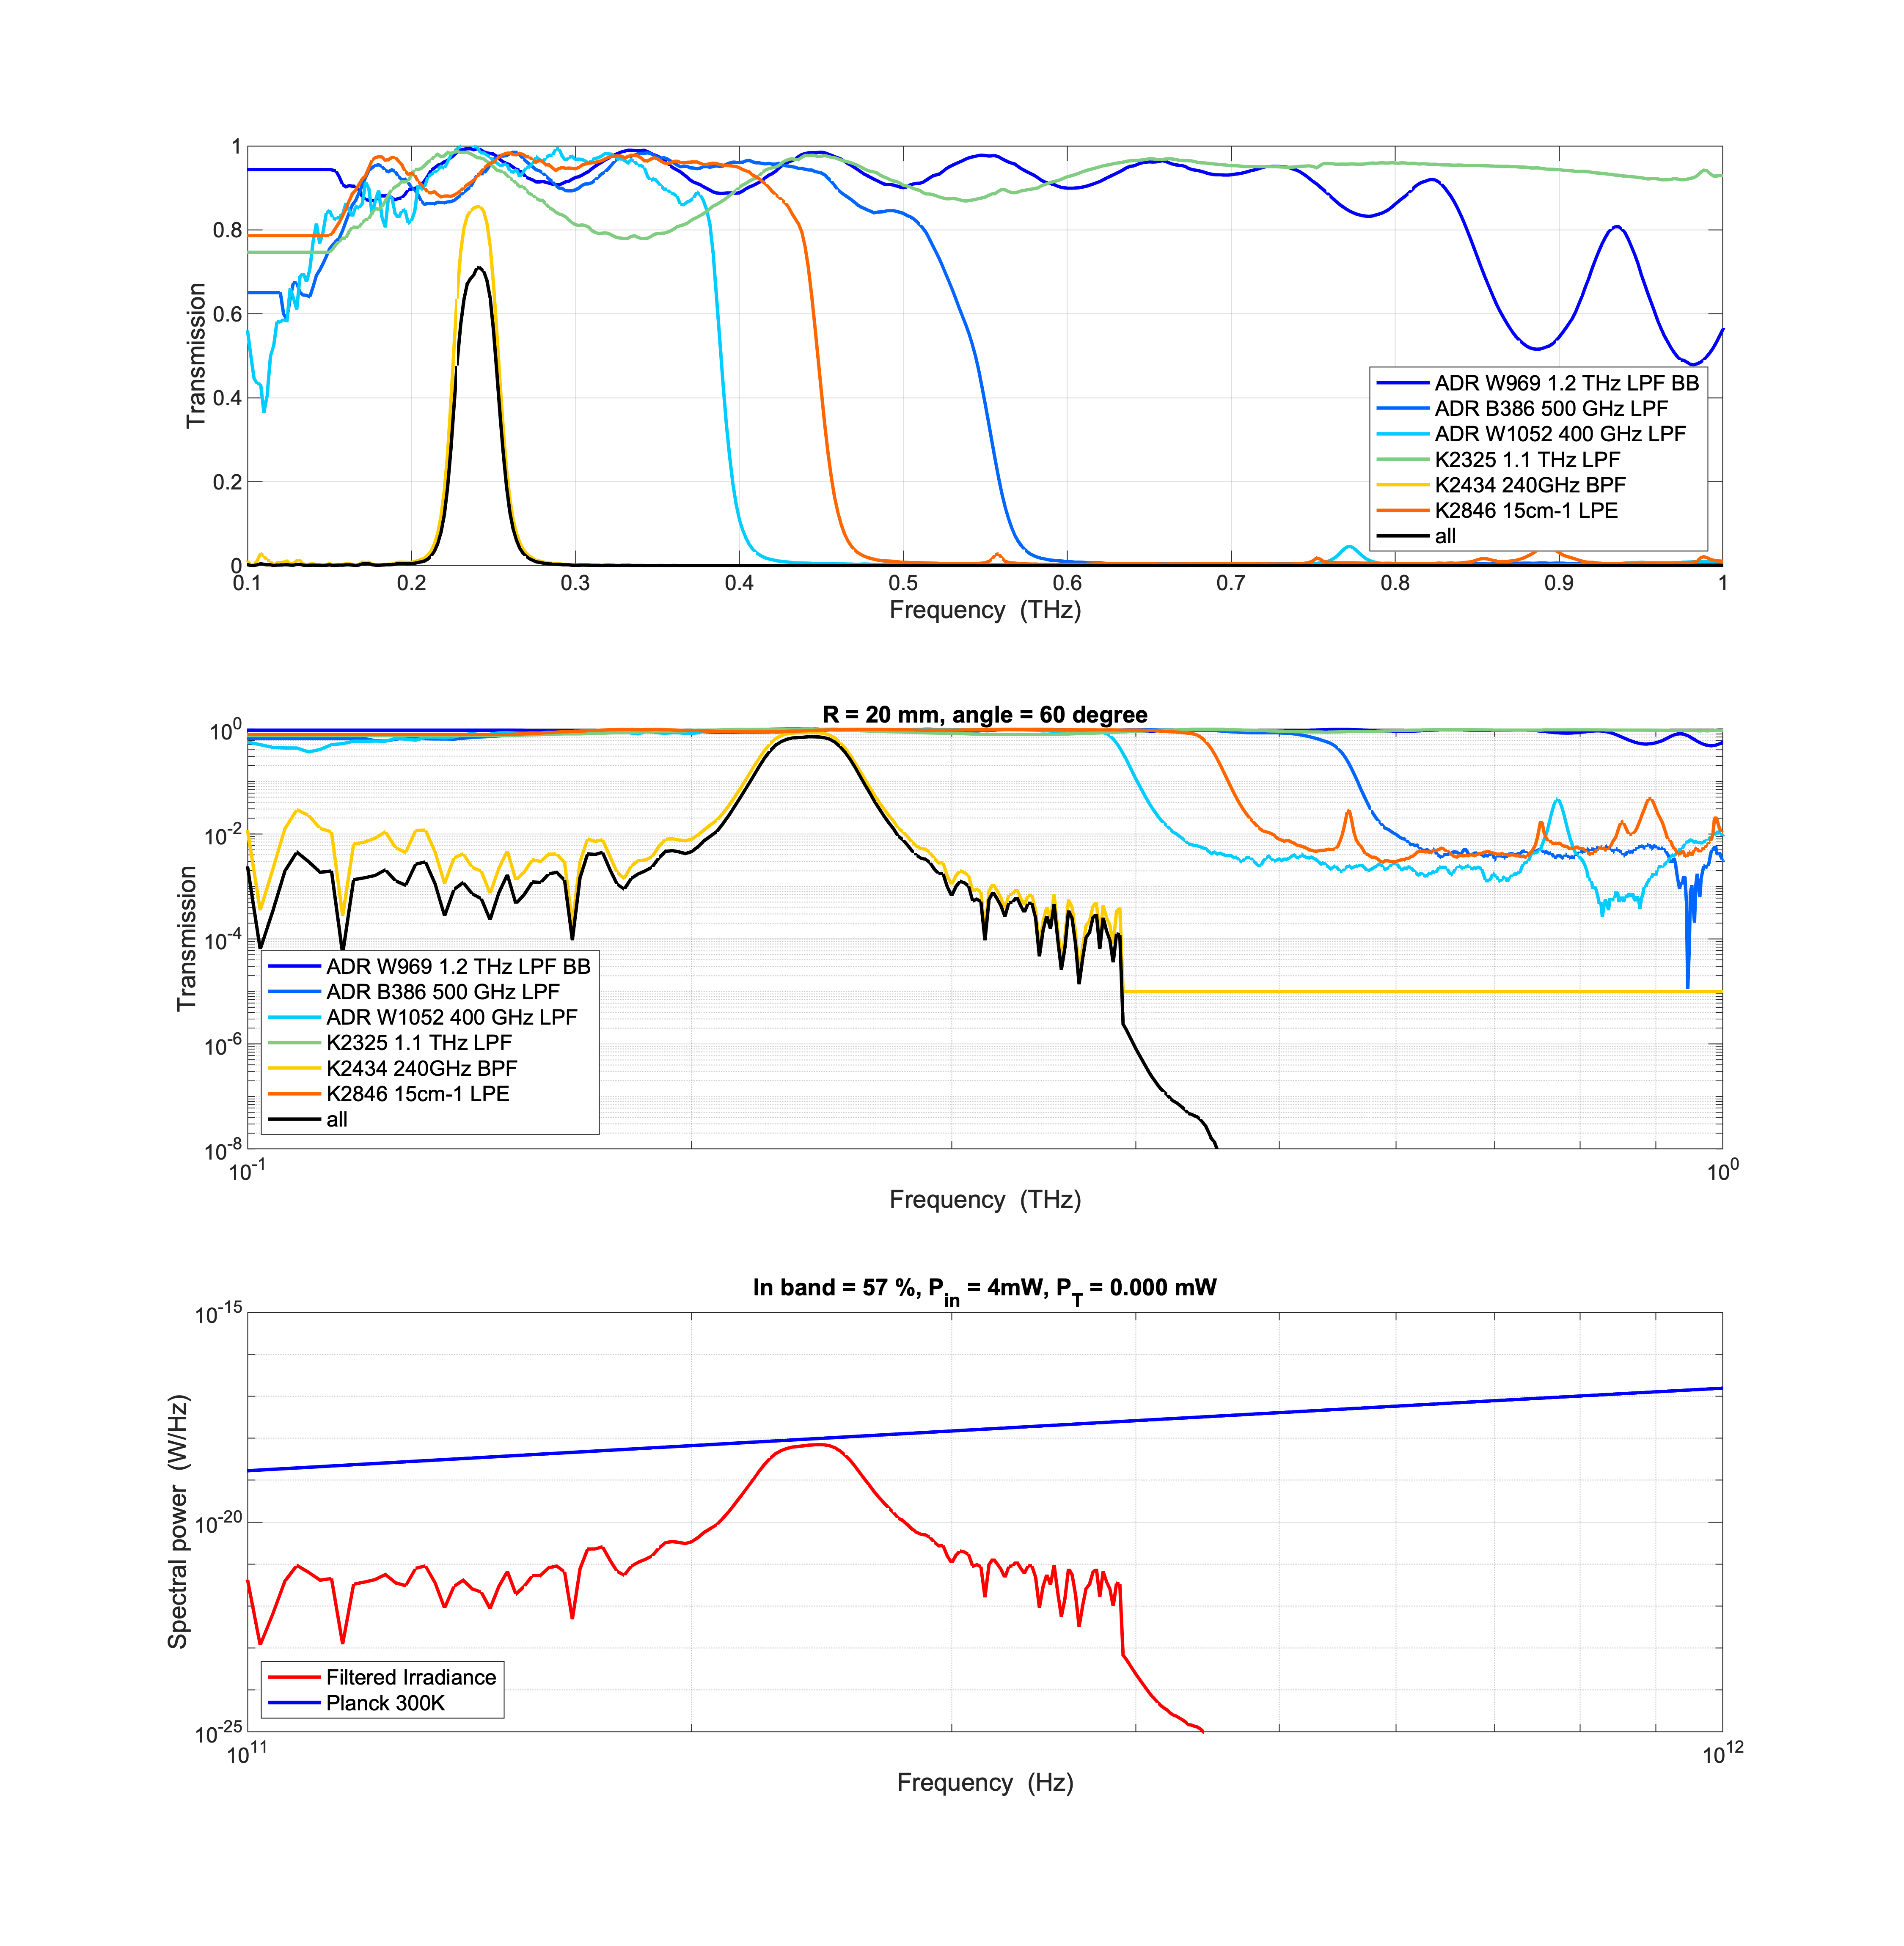 1
0.8
0.6
0.4
0.2
0
Transmission
0.1 0.2 0.3 0.4 0.5 0.6 0.7 0.8 0.9 1
Frequency (THz)
ADR W969 1.2 THz LPF BB
ADR B386 500 GHz LPF
ADR W1052 400 GHz LPF
K2325 1.1 THz LPF
K2434 240GHz BPF
K2846 15cm-1 LPE
all
R = 20 mm, angle = 60 degree
10^0
10^-2
10^-4
10^-6
10^-8
Transmission
ADR W969 1.2 THz LPF BB
ADR B386 500 GHz LPF
ADR W1052 400 GHz LPF
K2325 1.1 THz LPF
K2434 240GHz BPF
K2846 15cm-1 LPE
all
10^-1 10^0
Frequency (THz)
In band = 57 %, P_in = 4mW, P_T = 0.000 mW
10^-15
10^-20
10^-25
Spectral power (W/Hz)
Filtered Irradiance
Planck 300K
10^11 10^12
Frequency (Hz)